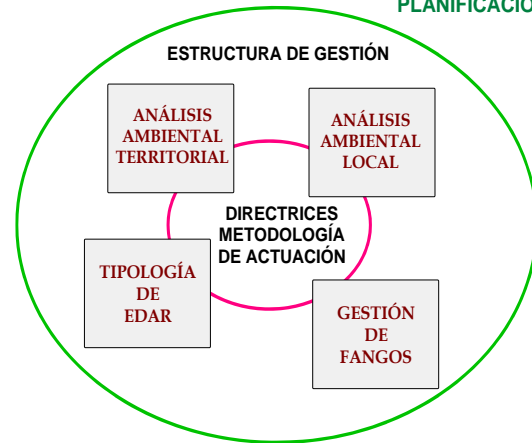 PLANIFICACIO
ESTRUCTURA DE GESTIÓN
ANÁLISIS
AMBIENTAL
TERRITORIAL
ANÁLISIS
AMBIENTAL
LOCAL
DIRECTRICES
METODOLOGÍA
DE ACTUACIÓN
TIPOLOGÍA
DE
EDAR
GESTIÓN
DE
FANGOS